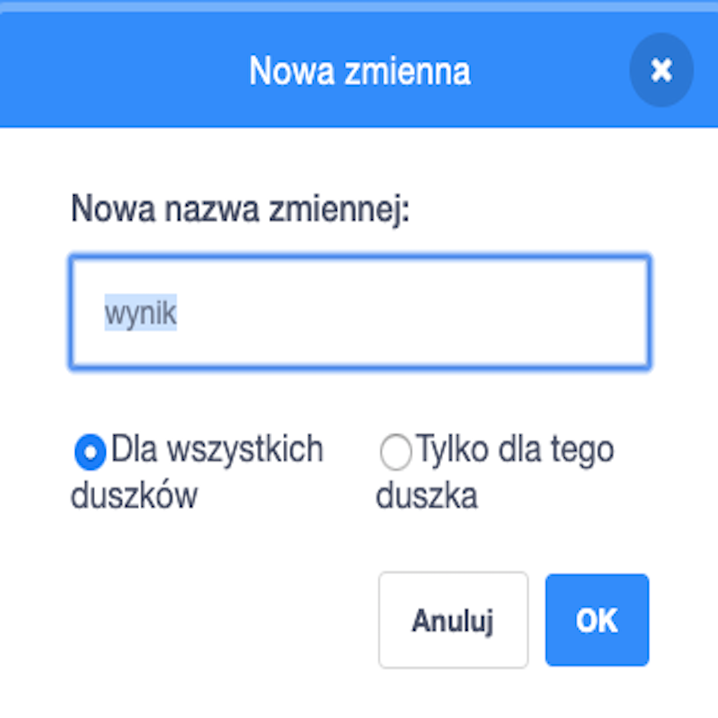 Nowa zmienna
Nowa nazwa zmiennej:
wynik
Dla wszystkich
duszków
Tylko dla tego
duszka
Anuluj
OK